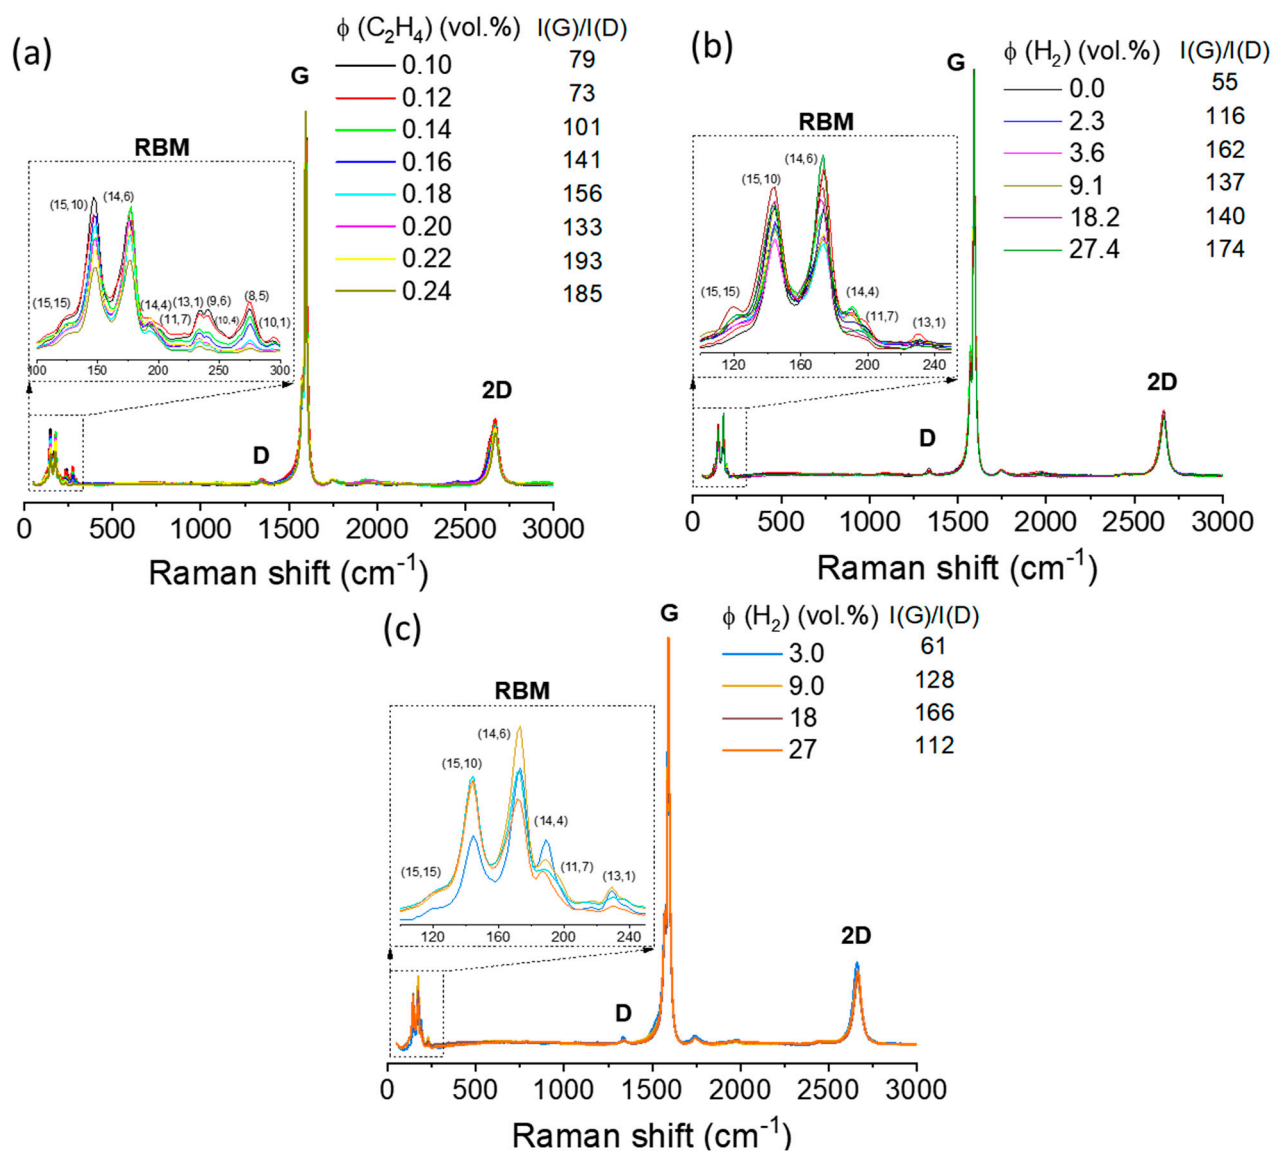 (a)
ϕ (C₂H₄) (vol.%) I(G)/I(D)
0.10 79
0.12 73
0.14 101
0.16 141
0.18 156
0.20 133
0.22 193
0.24 185
G
RBM
(15,10) (14,6)
(15,15) (14,4) (13,1) (9,6) (8,5)
(11,7) (10,4) (10,1)
100 150 200 250 300
2D
D
0 500 1000 1500 2000 2500 3000
Raman shift (cm⁻¹)
(b)
ϕ (H₂) (vol.%) I(G)/I(D)
0.0 55
2.3 116
3.6 162
9.1 137
18.2 140
27.4 174
G
RBM
(14,6)
(15,10)
(15,15) (14,4)
(11,7) (13,1)
120 160 200 240
2D
D
0 500 1000 1500 2000 2500 3000
Raman shift (cm⁻¹)
(c)
ϕ (H₂) (vol.%) I(G)/I(D)
3.0 61
9.0 128
18 166
27 112
G
RBM
(14,6)
(15,10)
(14,4)
(15,15) (11,7) (13,1)
120 160 200 240
2D
D
0 500 1000 1500 2000 2500 3000
Raman shift (cm⁻¹)